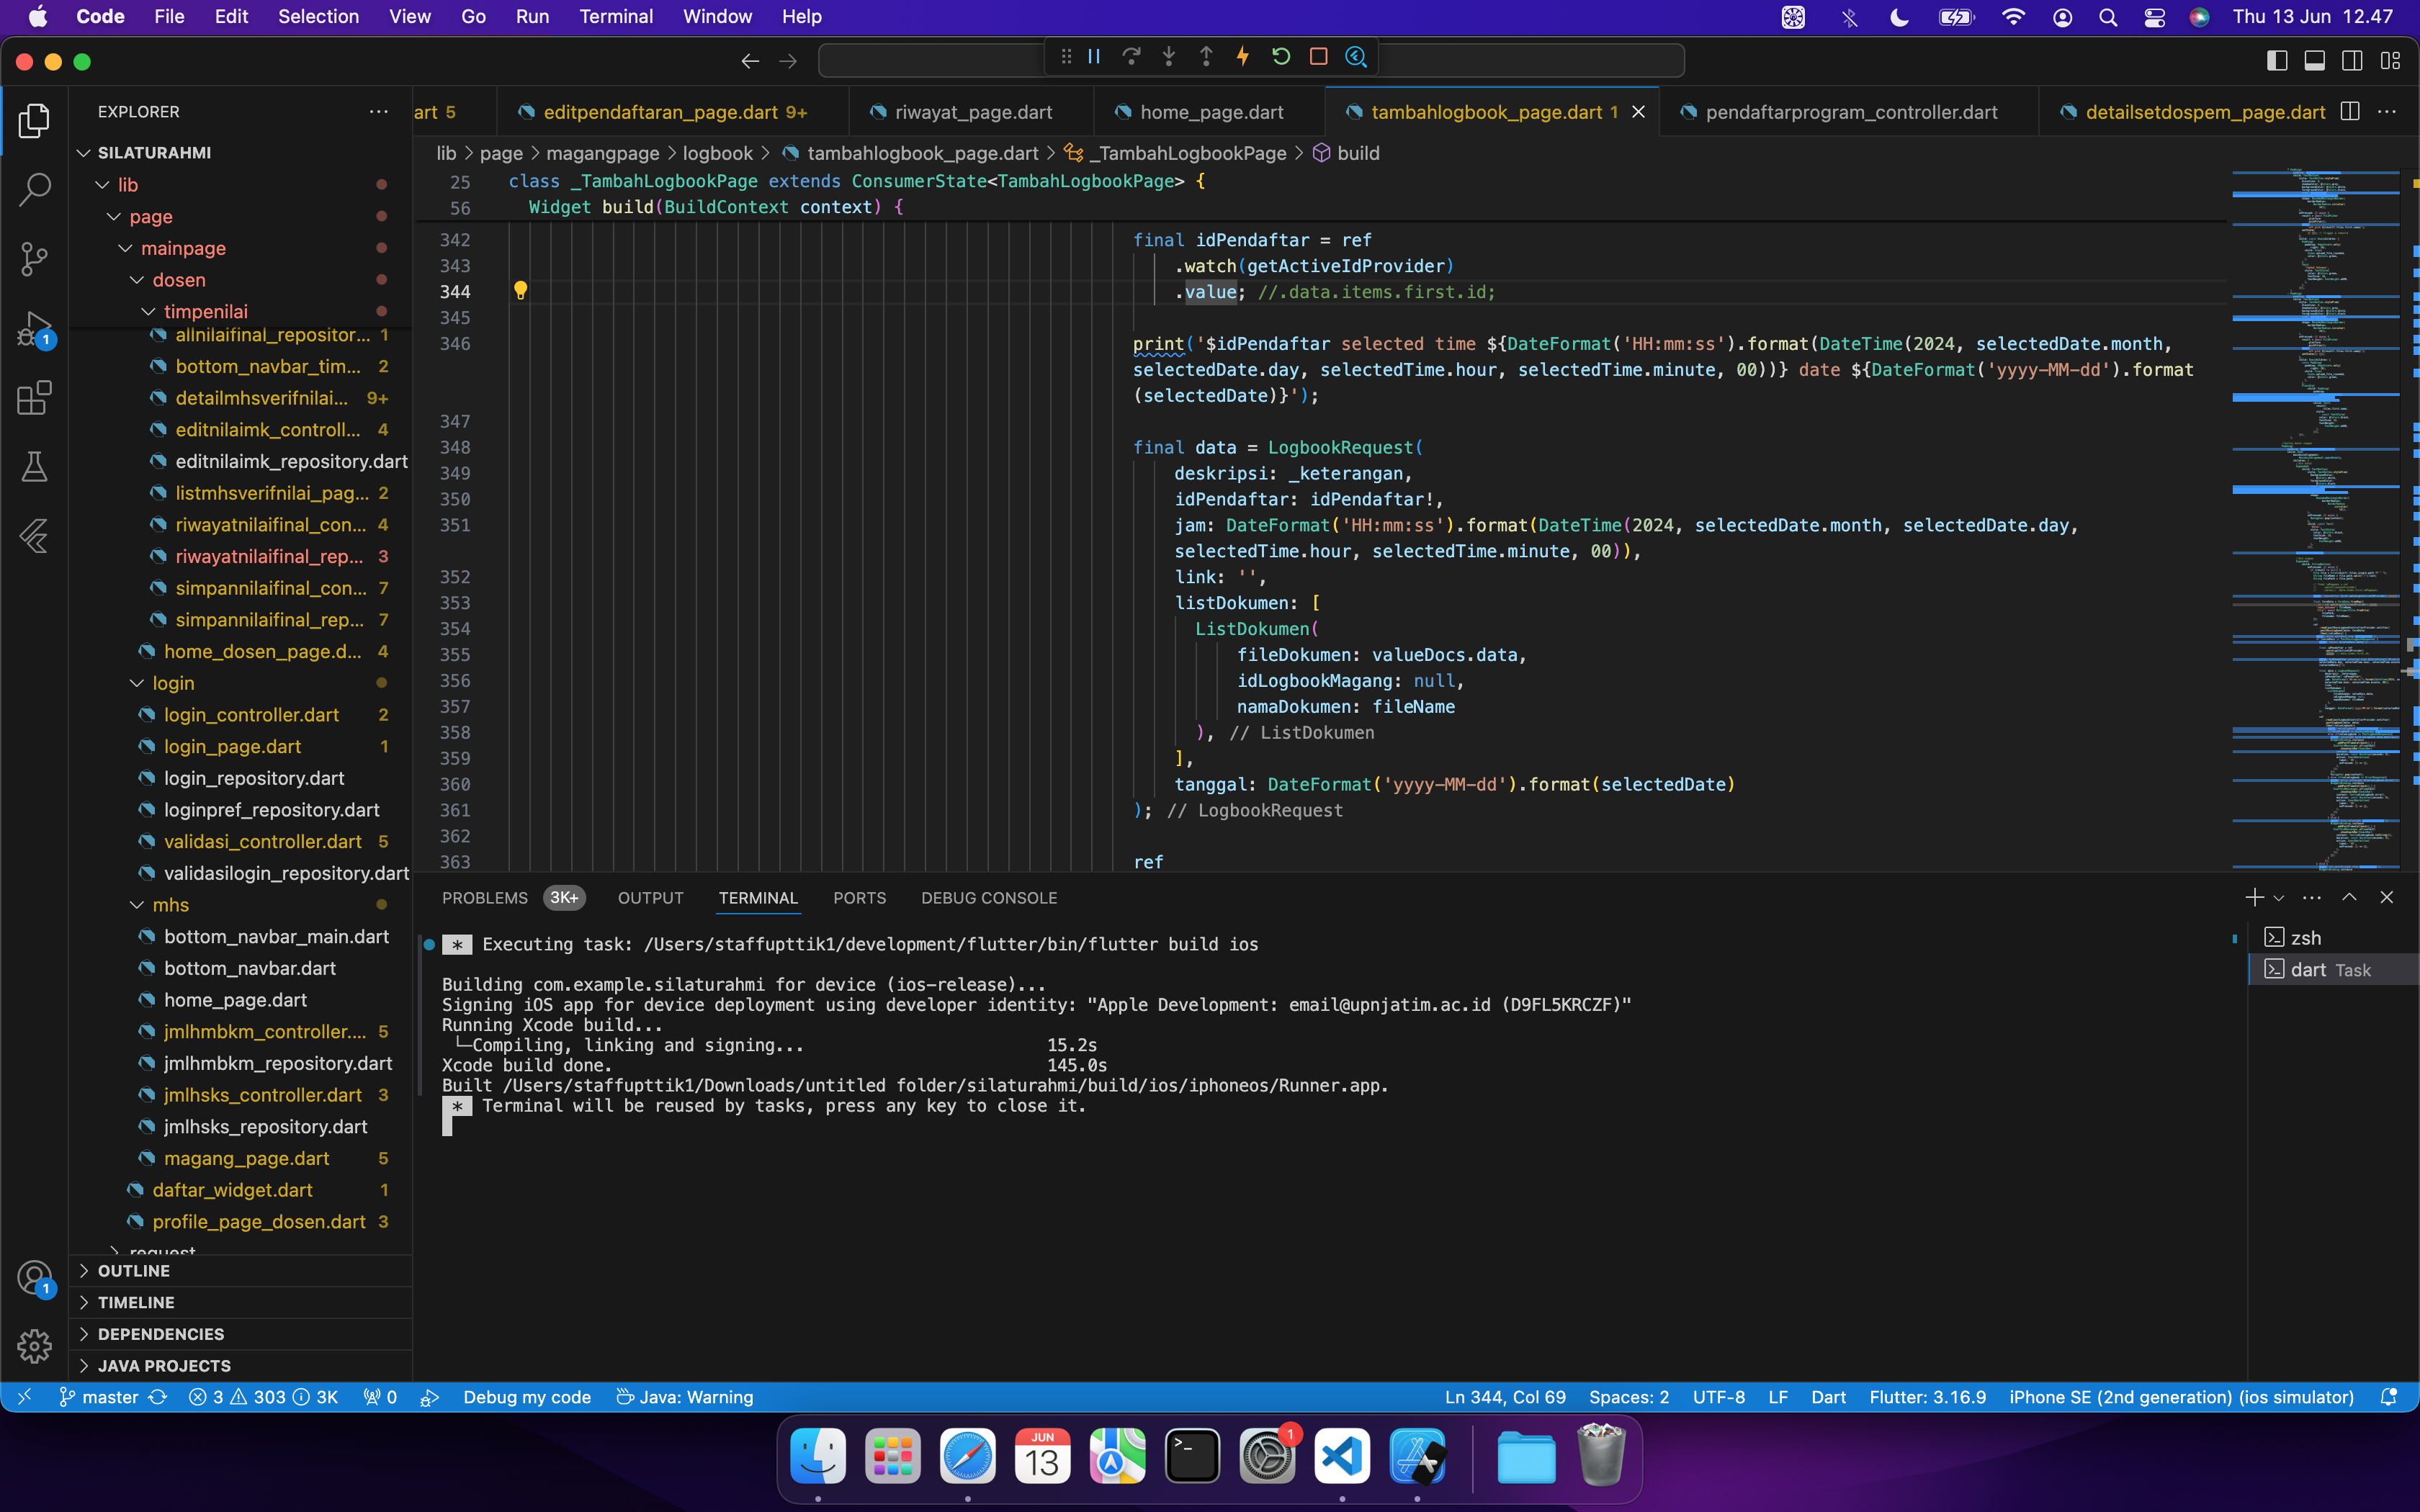 Code File Edit Selection View Go Run Terminal Window Help
Thu 13 Jun 12.47
EXPLORER
art 5
editpendaftaran_page.dart 9+
riwayat_page.dart
home_page.dart
tambahlogbook_page.dart 1
pendaftarprogram_controller.dart
detailsetdospem_page.dart
SILATURAHMI
lib
page
mainpage
dosen
timpenilai
allnilaifinal_repositor... 1
bottom_navbar_tim... 2
detailmhsverifnilai... 9+
editnilaimk_controll... 4
editnilaimk_repository.dart
listmhsverifnilai_pag... 2
riwayatnilaifinal_con... 4
riwayatnilaifinal_rep... 3
simpannilaifinal_con... 7
simpannilaifinal_rep... 7
home_dosen_page.d... 4
login
login_controller.dart 2
login_page.dart 1
login_repository.dart
loginpref_repository.dart
validasi_controller.dart 5
validasilogin_repository.dart
mhs
bottom_navbar_main.dart
bottom_navbar.dart
home_page.dart
jmlhmbkm_controller.... 5
jmlhmbkm_repository.dart
jmlhsks_controller.dart 3
jmlhsks_repository.dart
magang_page.dart 5
daftar_widget.dart 1
profile_page_dosen.dart 3
request
OUTLINE
TIMELINE
DEPENDENCIES
JAVA PROJECTS
1
1
lib > page > magangpage > logbook > tambahlogbook_page.dart > _TambahLogbookPage > build
25 class _TambahLogbookPage extends ConsumerState<TambahLogbookPage> {
56 Widget build(BuildContext context) {
342 final idPendaftar = ref
343 .watch(getActiveIdProvider)
344 .value; //.data.items.first.id;
345
346 print('$idPendaftar selected time ${DateFormat('HH:mm:ss').format(DateTime(2024, selectedDate.month,
selectedDate.day, selectedTime.hour, selectedTime.minute, 00))} date ${DateFormat('yyyy-MM-dd').format
(selectedDate)}');
347
348 final data = LogbookRequest(
349 deskripsi: _keterangan,
350 idPendaftar: idPendaftar!,
351 jam: DateFormat('HH:mm:ss').format(DateTime(2024, selectedDate.month, selectedDate.day,
selectedTime.hour, selectedTime.minute, 00)),
352 link: '',
353 listDokumen: [
354 ListDokumen(
355 fileDokumen: valueDocs.data,
356 idLogbookMagang: null,
357 namaDokumen: fileName
358 ), // ListDokumen
359 ],
360 tanggal: DateFormat('yyyy-MM-dd').format(selectedDate)
361 ); // LogbookRequest
362
363 ref
PROBLEMS 3K+ OUTPUT TERMINAL PORTS DEBUG CONSOLE
* Executing task: /Users/staffupttik1/development/flutter/bin/flutter build ios
Building com.example.silaturahmi for device (ios-release)...
Signing iOS app for device deployment using developer identity: "Apple Development: email@upnjatim.ac.id (D9FL5KRCZF)"
Running Xcode build...
└─Compiling, linking and signing... 15.2s
Xcode build done. 145.0s
Built /Users/staffupttik1/Downloads/untitled folder/silaturahmi/build/ios/iphoneos/Runner.app.
* Terminal will be reused by tasks, press any key to close it.
zsh
dart Task
master 3 303 3K 0 Debug my code Java: Warning
Ln 344, Col 69 Spaces: 2 UTF-8 LF Dart Flutter: 3.16.9 iPhone SE (2nd generation) (ios simulator)
JUN
13
1